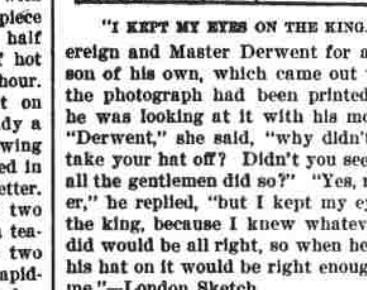 piece
half
f hot
hour.
t on
dy a
wing
ed in
etter.
two
tea-
two
apid-
"I KEPT MY EYES ON THE KING.
ereign and Master Derwent for a
son of his own, which came out
the photograph had been printed
he was looking at it with his mo
"Derwent," she said, "why didn't
take your hat off? Didn't you see
all the gentlemen did so?" "Yes,
er," he replied, "but I kept my ey
the king, because I knew whatev
did would be all right, so when he
his hat on it would be right enoug
me."—London Sketch.